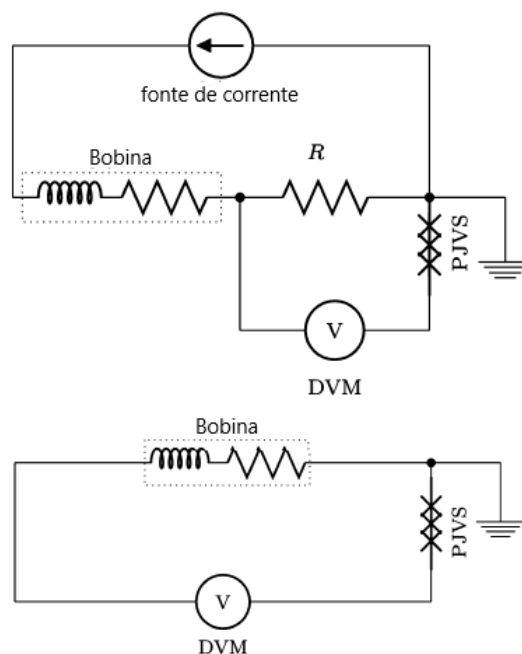 fonte de corrente
Bobina
R
PJVS
V
DVM
Bobina
PJVS
V
DVM